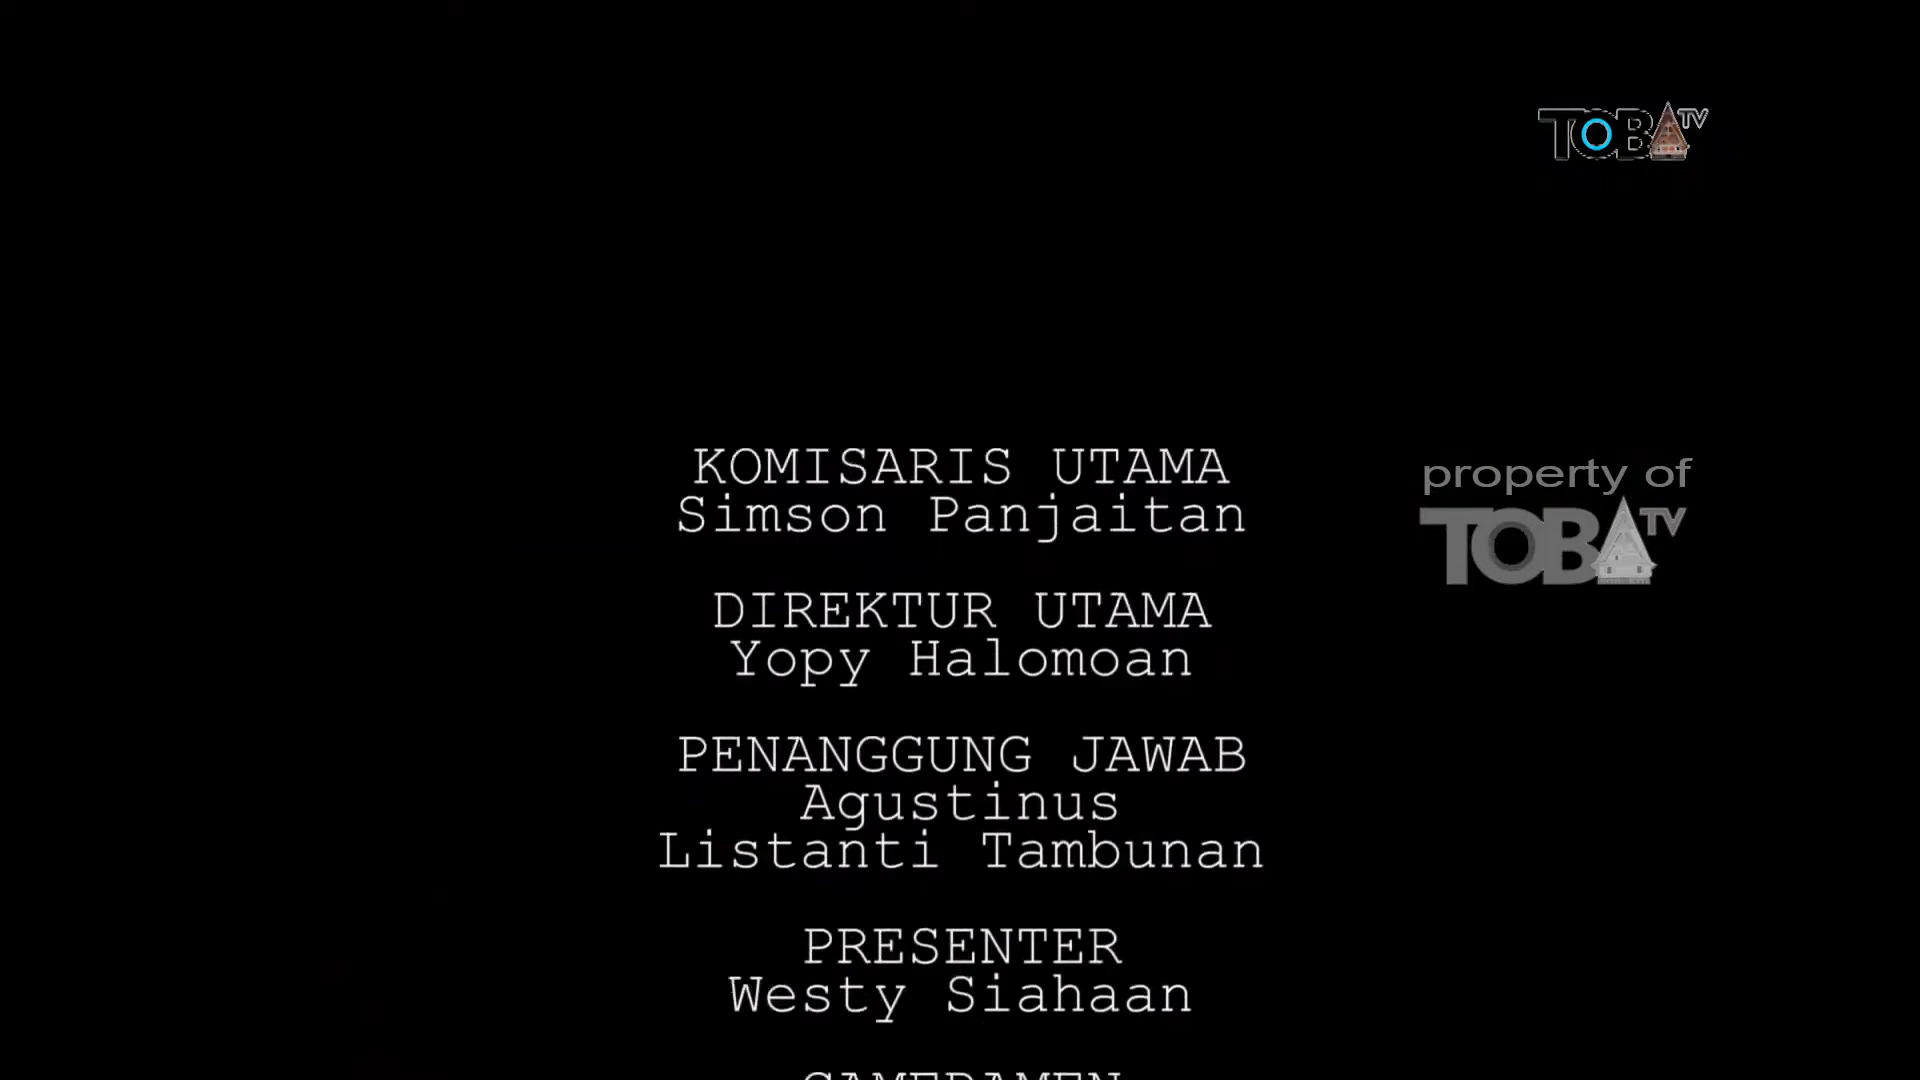 TOBA TV
KOMISARIS UTAMA
Simson Panjaitan
property of
TOBA TV
DIREKTUR UTAMA
Yopy Halomoan
PENANGGUNG JAWAB
Agustinus
Listanti Tambunan
PRESENTER
Westy Siahaan